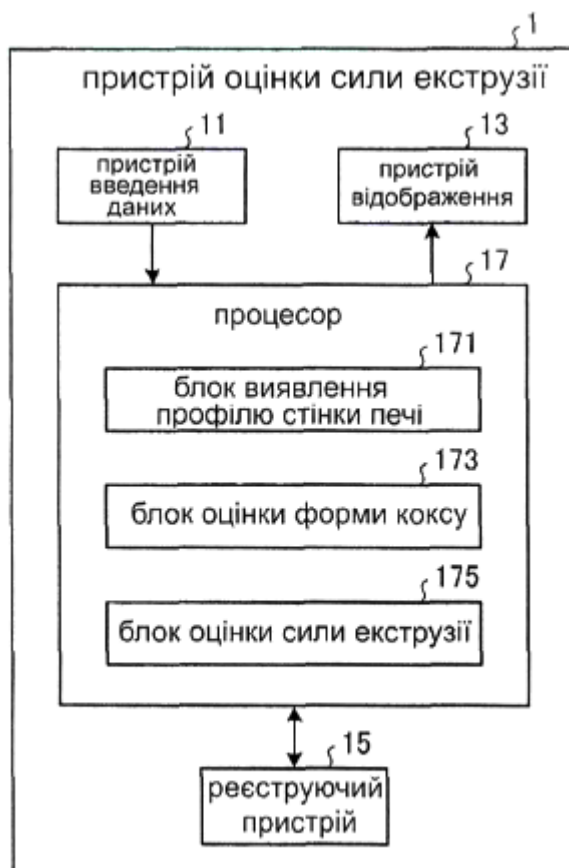 1
пристрій оцінки сили екструзії
11
пристрій
введення
даних
13
пристрій
відображення
17
процесор
171
блок виявлення
профілю стінки печі
173
блок оцінки форми коксу
175
блок оцінки сили екструзії
15
реєструючий
пристрій